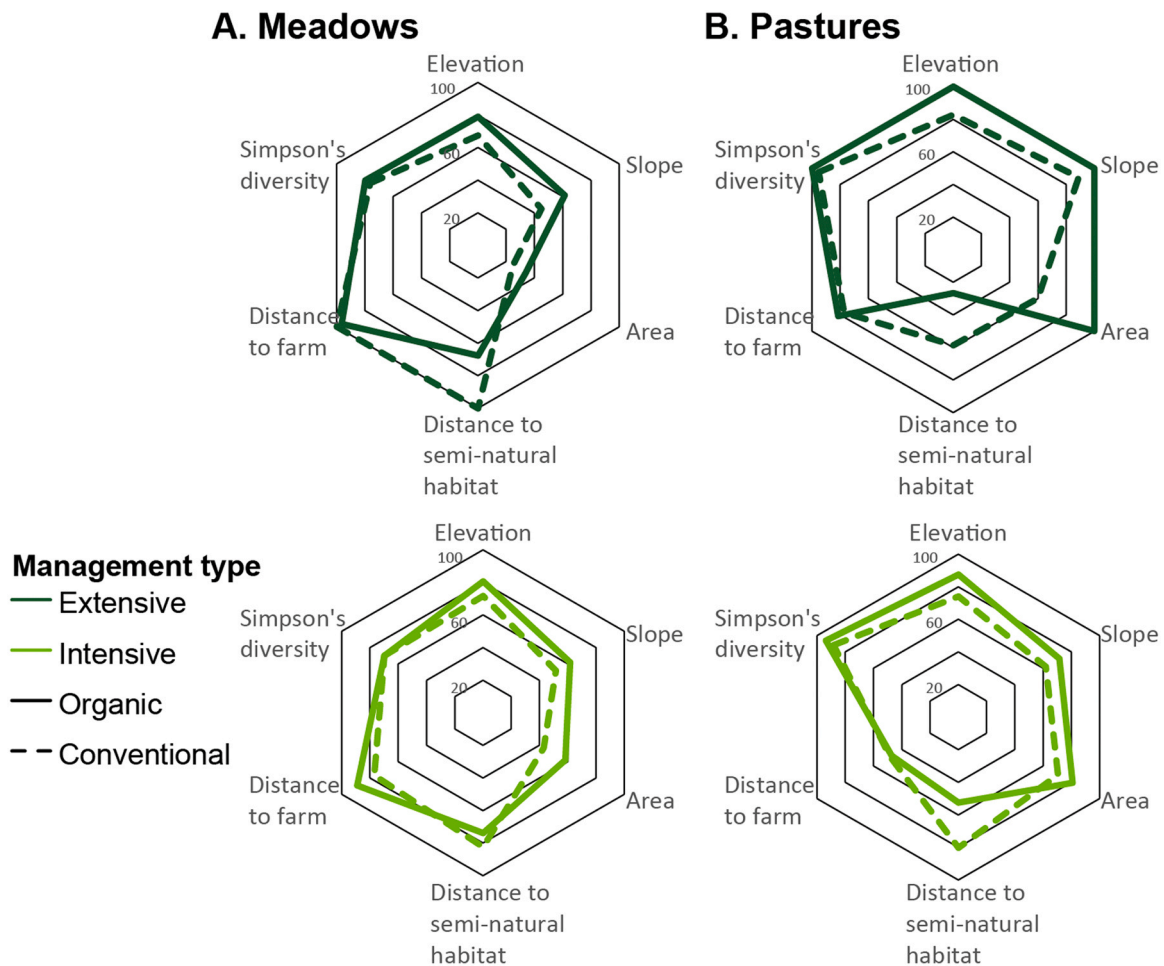 A. Meadows
B. Pastures
Elevation
100
Simpson's
diversity
60
Slope
20
Distance
to farm
Area
Distance to
semi-natural
habitat
Elevation
100
Simpson's
diversity
60
Slope
20
Distance
to farm
Area
Distance to
semi-natural
habitat
Management type
Extensive
Intensive
Organic
Conventional
Elevation
100
Simpson's
diversity
60
Slope
20
Distance
to farm
Area
Distance to
semi-natural
habitat
Elevation
100
Simpson's
diversity
60
Slope
20
Distance
to farm
Area
Distance to
semi-natural
habitat